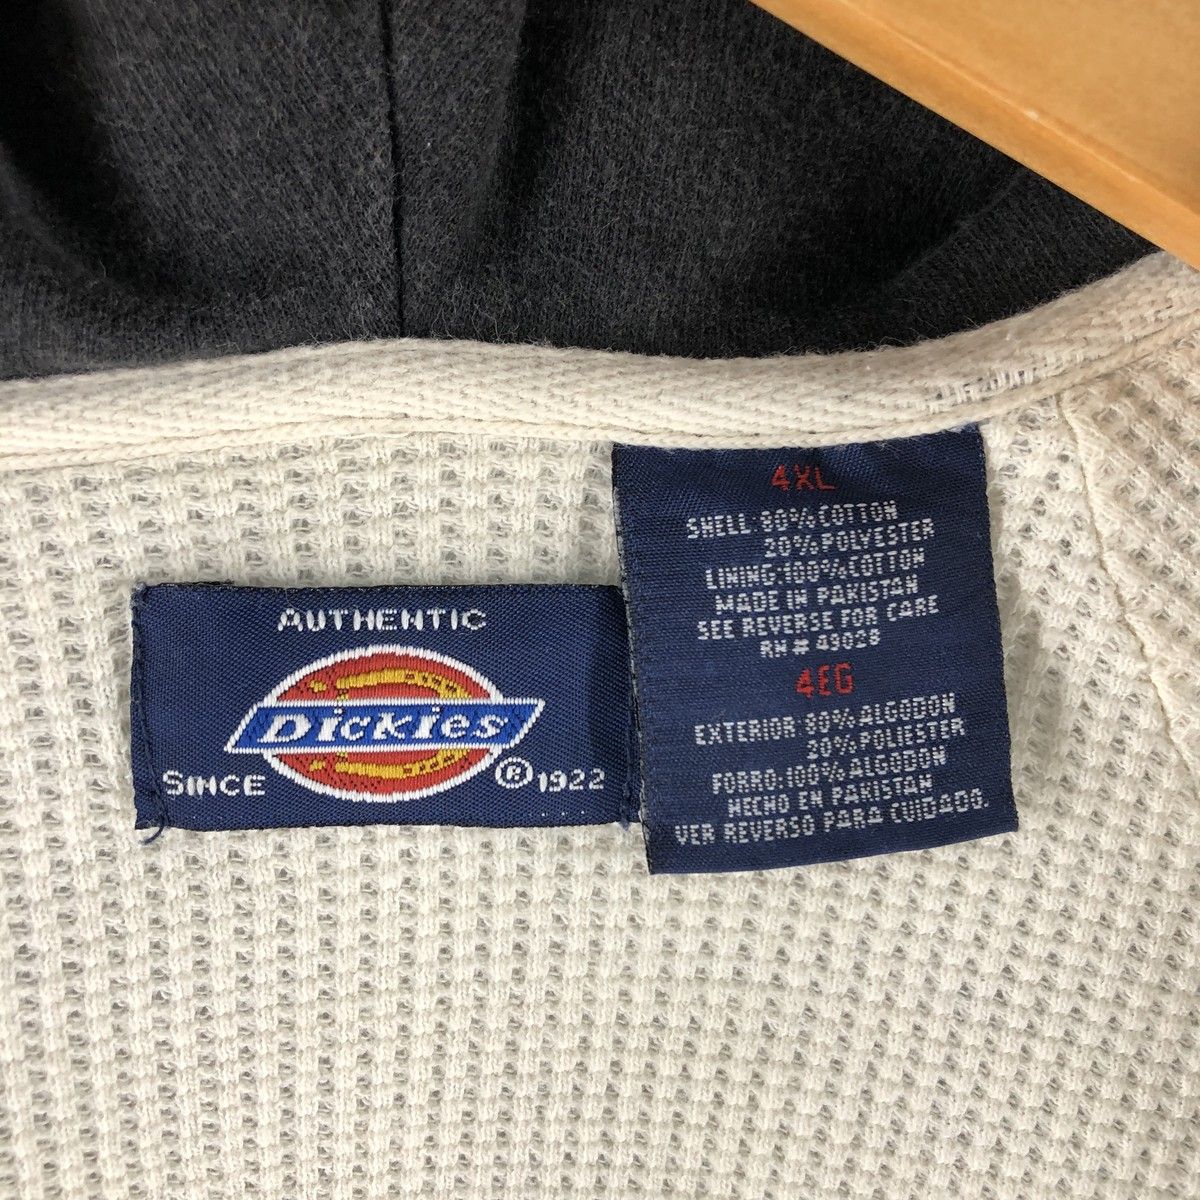 AUTHENTIC
Dickies
SINCE ® 1922
4XL
SHELL: 80% COTTON
20% POLYESTER
LINING: 100% COTTON
MADE IN PAKISTAN
SEE REVERSE FOR CARE
RN# 49028
4EG
EXTERIOR: 80% ALGODON
20% POLIESTER
FORRO: 100% ALGODON
HECHO EN PAKISTAN
VER REVERSO PARA CUIDADO.